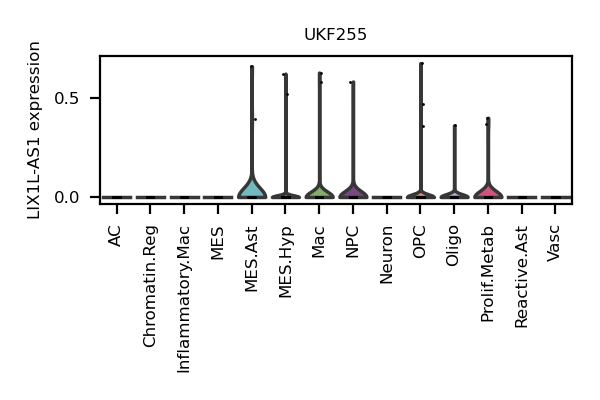 UKF255
LIX1L-AS1 expression
0.5
0.0
AC
Chromatin.Reg
Inflammatory.Mac
MES
MES.Ast
MES.Hyp
Mac
NPC
Neuron
OPC
Oligo
Prolif.Metab
Reactive.Ast
Vasc